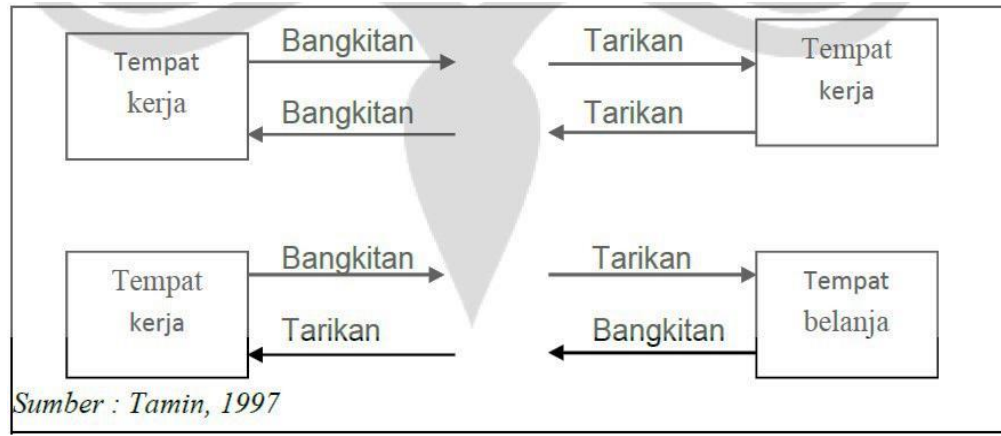 Tempat
kerja
Bangkitan
Bangkitan
Tarikan
Tarikan
Tempat
kerja
Tempat
kerja
Bangkitan
Tarikan
Tarikan
Bangkitan
Tempat
belanja
Sumber : Tamin, 1997